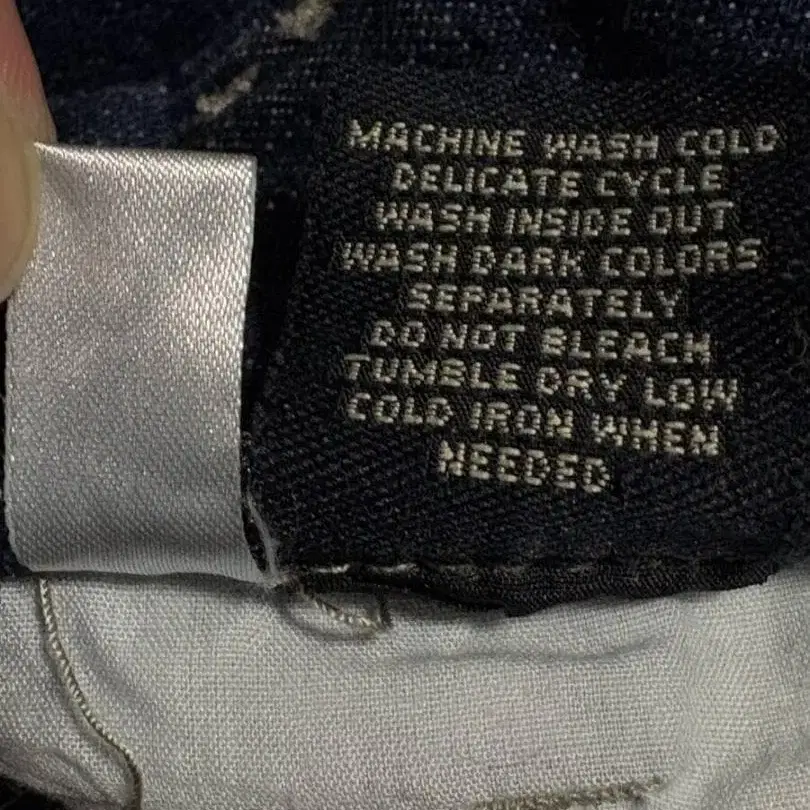 MACHINE WASH COLD
DELICATE CYCLE
WASH INSIDE OUT
WASH DARK COLORS
SEPARATELY
DO NOT BLEACH
TUMBLE DRY LOW
COLD IRON WHEN
NEEDED